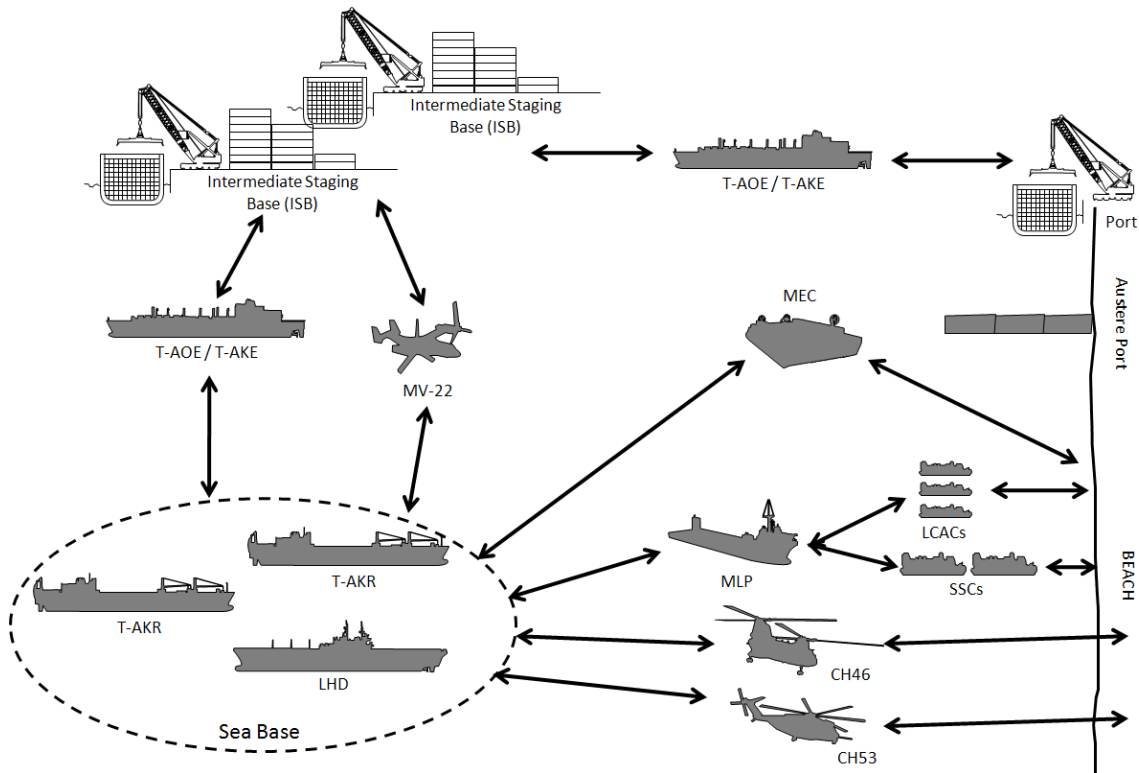 Intermediate Staging
Base (ISB)
Intermediate Staging
Base (ISB)
T-AOE / T-AKE
Port
Austere Port
MEC
T-AOE / T-AKE
MV-22
LCACs
T-AKR
MLP
SSCs
BEACH
T-AKR
LHD
CH46
Sea Base
CH53